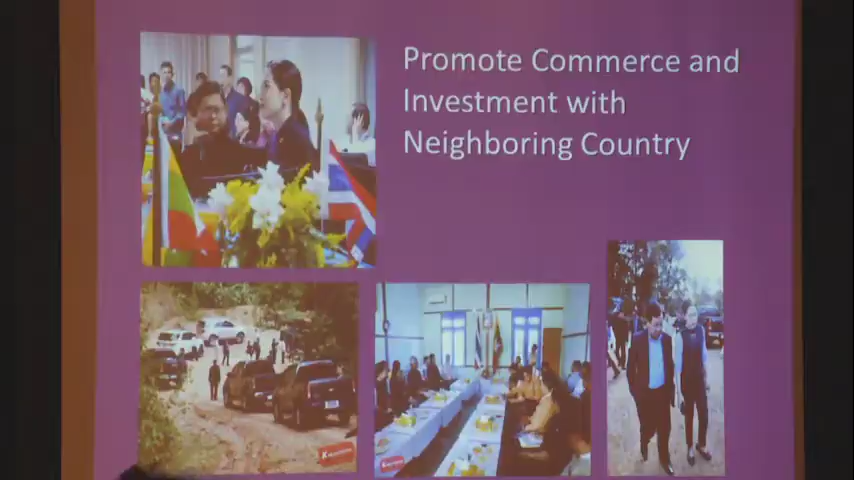 Promote Commerce and
Investment with
Neighboring Country